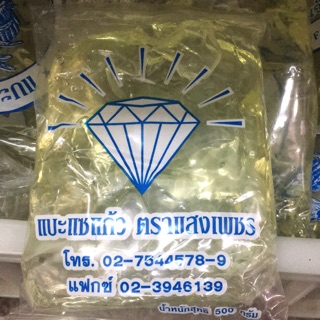 แบะแซแก้ว ตราแสงเพชร
โทร. 02-7544578-9
แฟกซ์ 02-3946139
น้ำหนักสุทธิ 500 กรัม